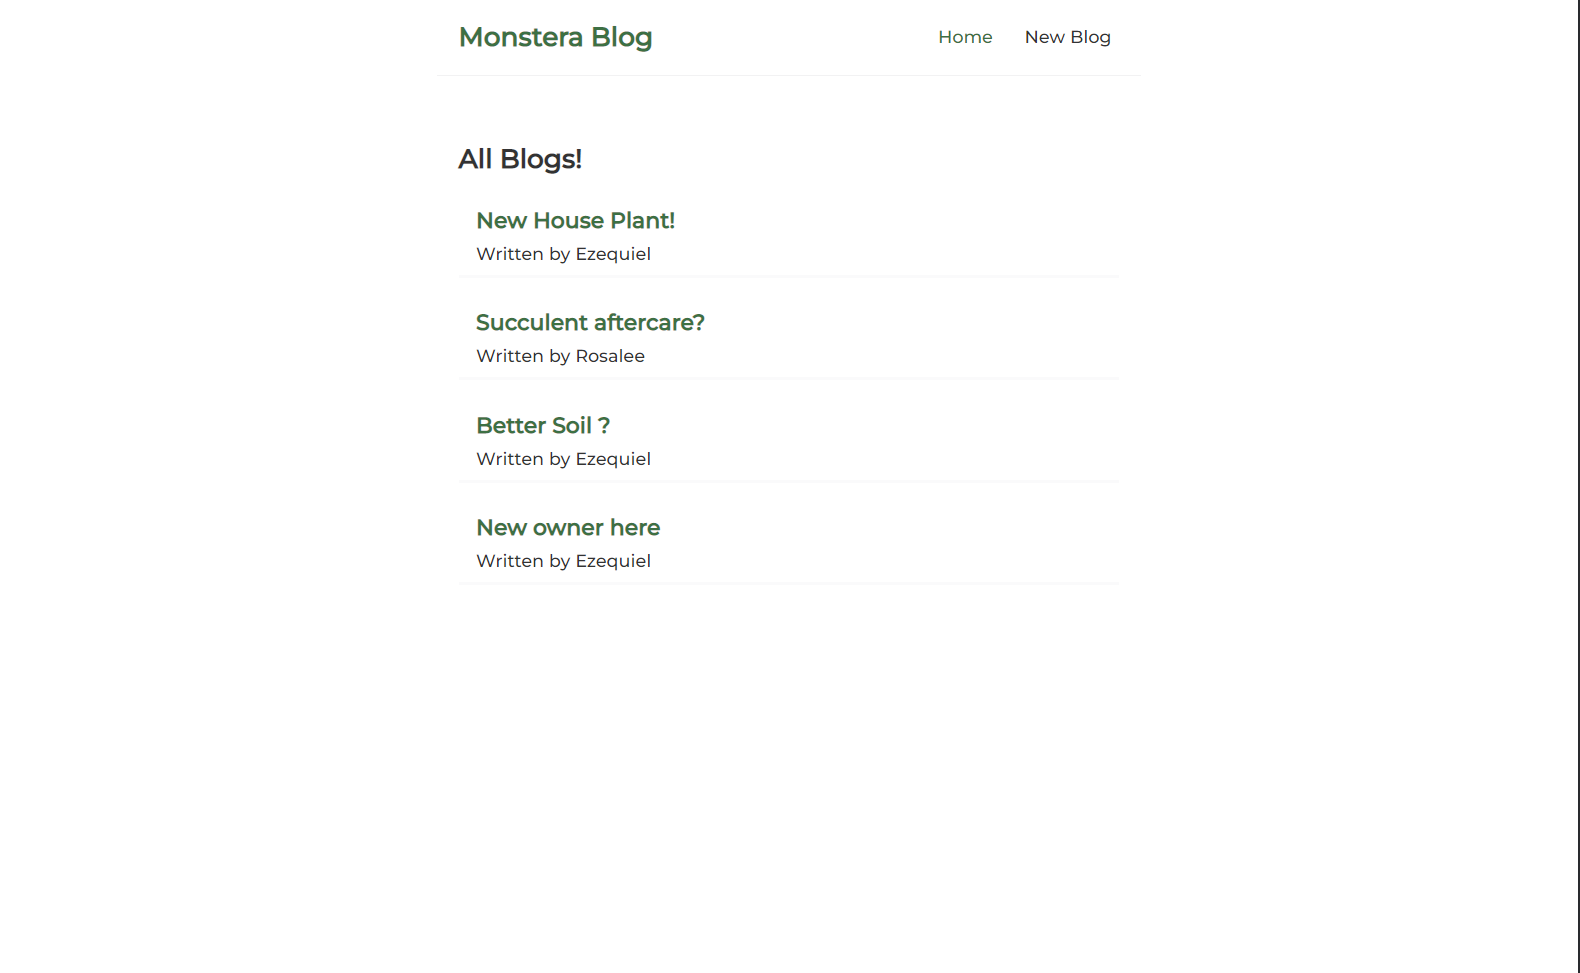 Monstera Blog
Home
New Blog
All Blogs!
New House Plant!
Written by Ezequiel
Succulent aftercare?
Written by Rosalee
Better Soil ?
Written by Ezequiel
New owner here
Written by Ezequiel